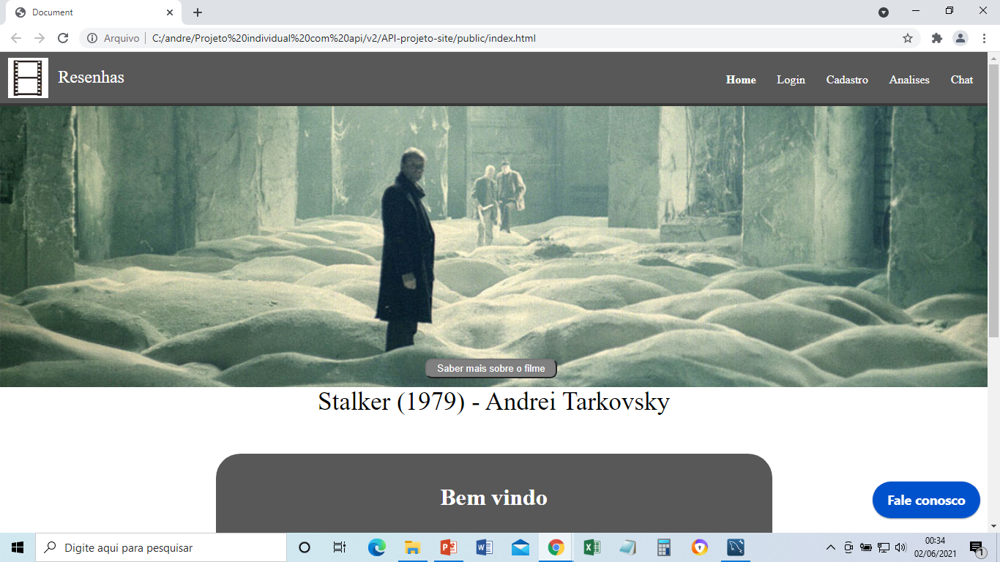 Document
Arquivo
C:/andre/Projeto%20individual%20com%20api/v2/API-projeto-site/public/index.html
Resenhas
Home Login Cadastro Analises Chat
Saber mais sobre o filme
Stalker (1979) - Andrei Tarkovsky
Bem vindo
Fale conosco
Digite aqui para pesquisar
00:34
02/06/2021
1